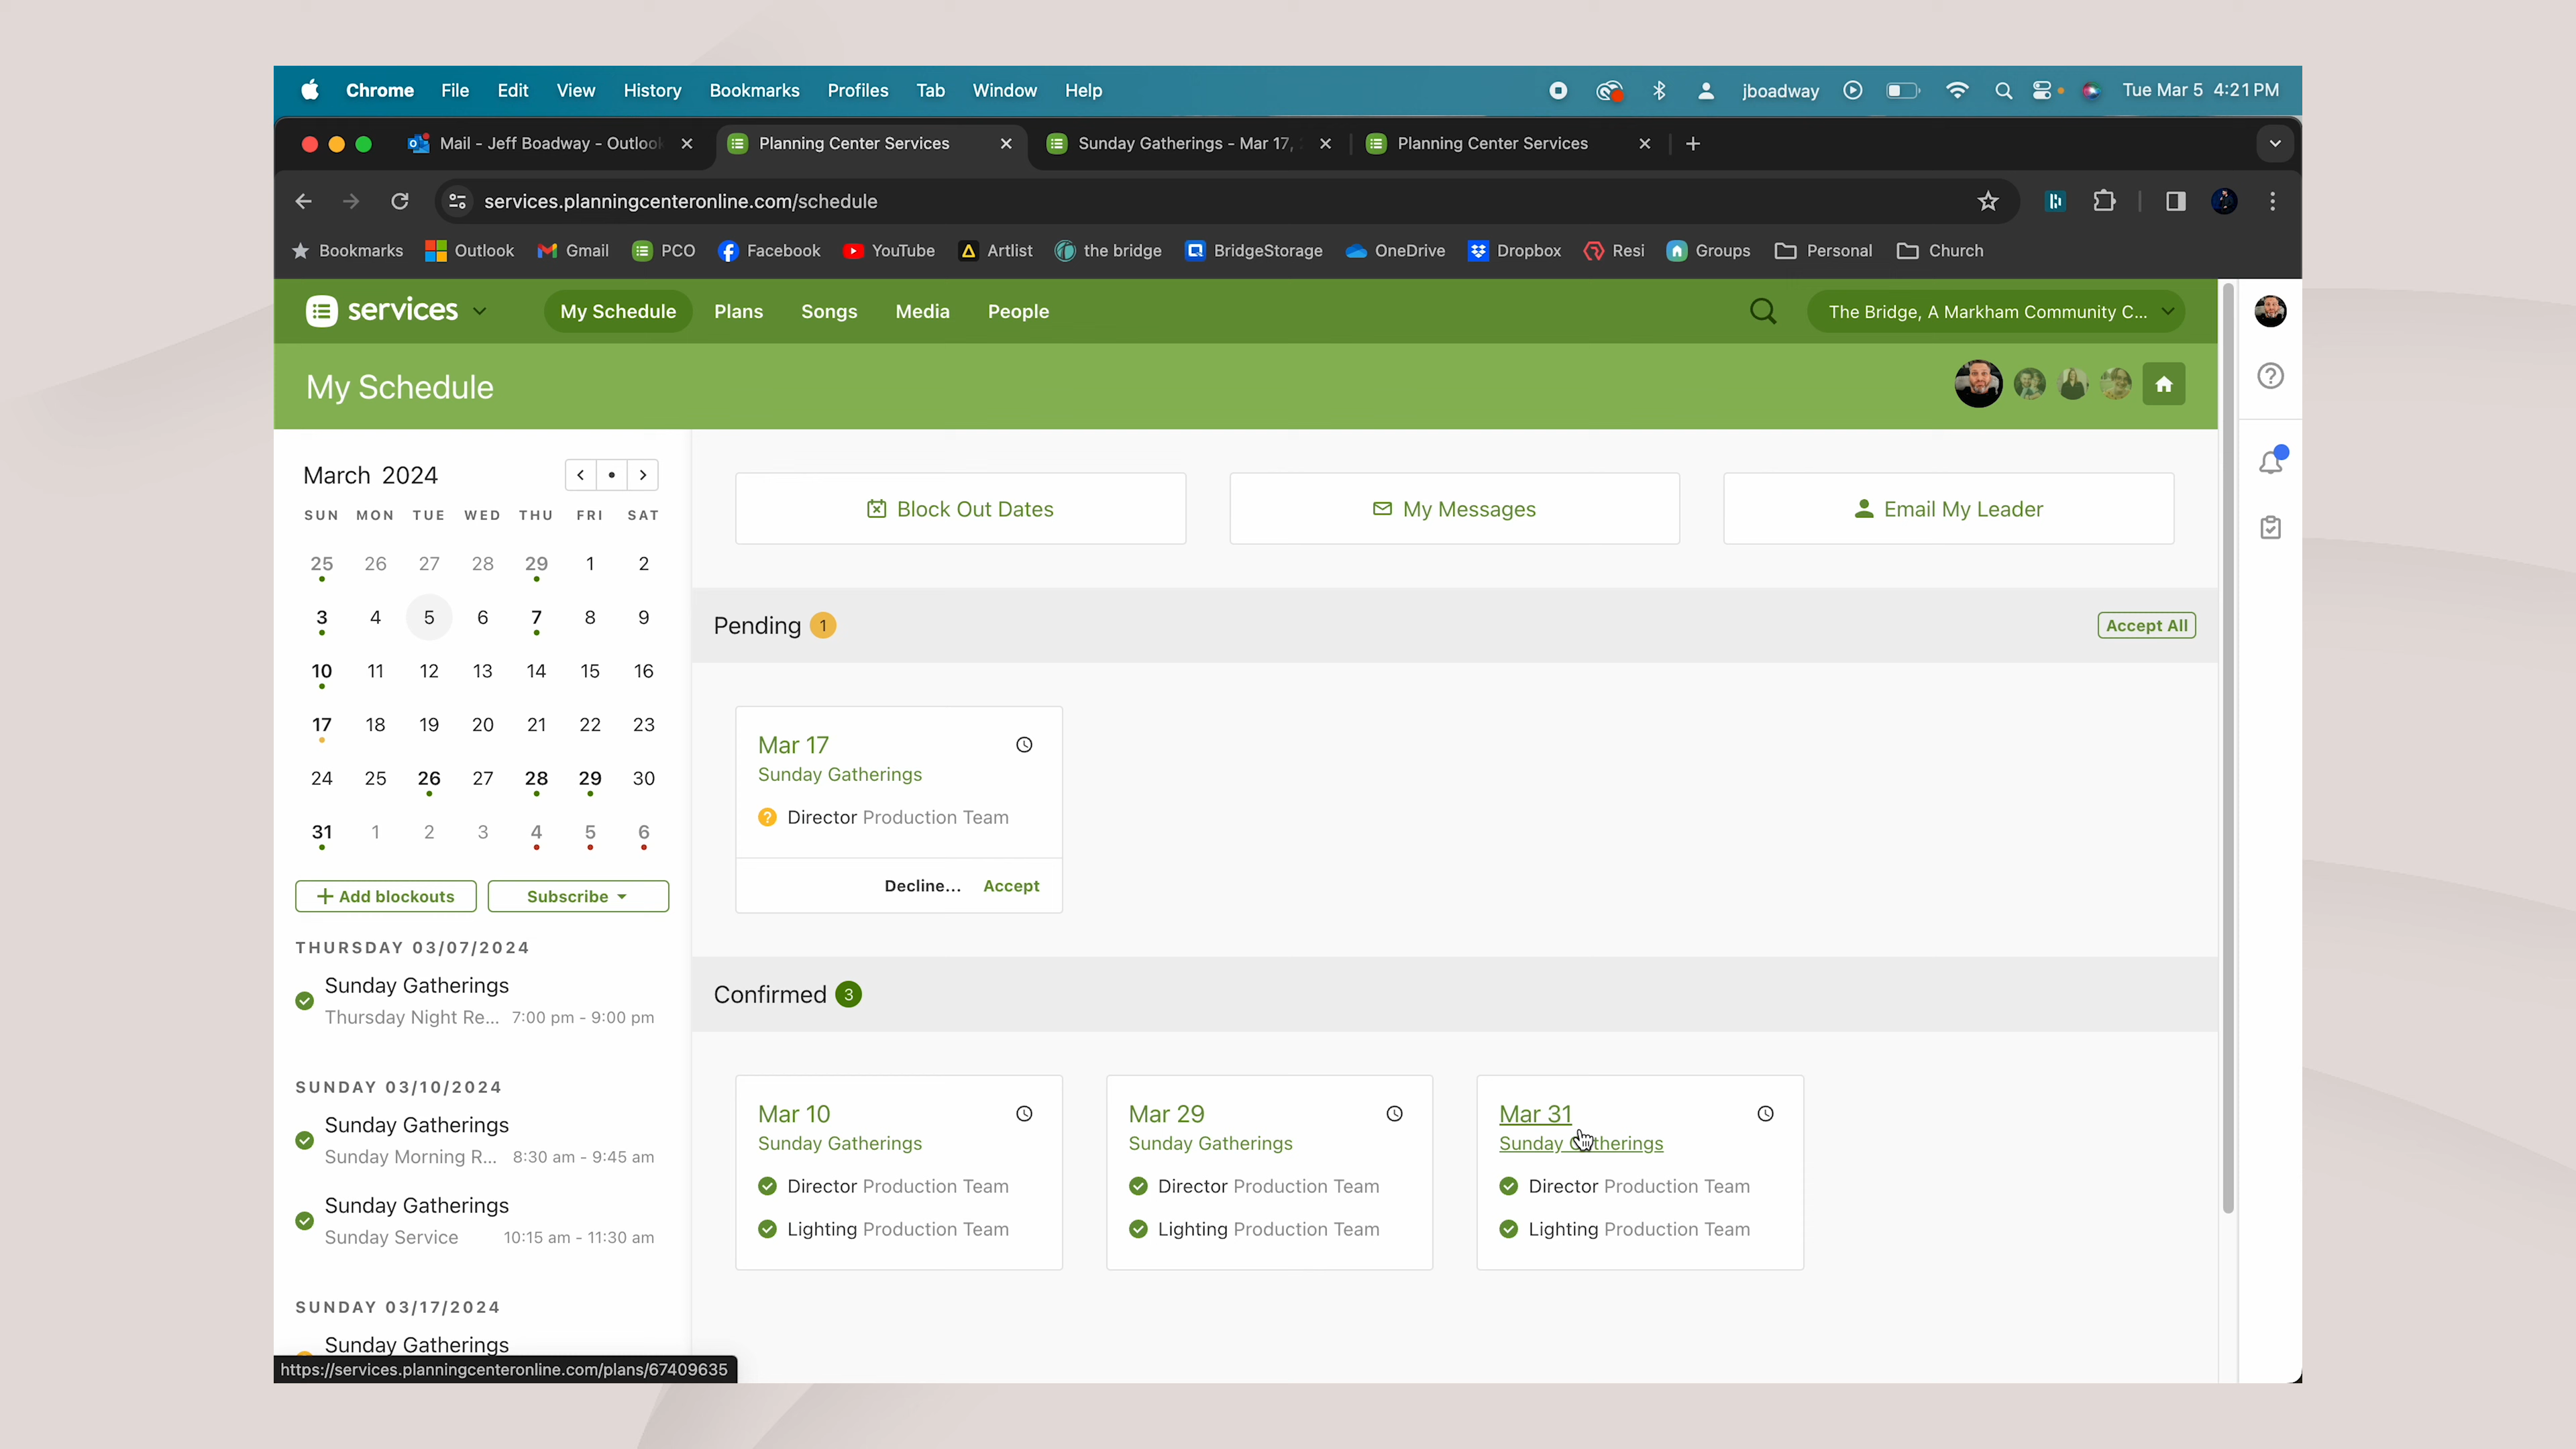 Chrome File Edit View History Bookmarks Profiles Tab Window Help jboadway Tue Mar 5 4:21 PM
Mail - Jeff Boadway - Outlook Planning Center Services Sunday Gatherings - Mar 17, Planning Center Services
services.planningcenteronline.com/schedule
Bookmarks Outlook Gmail PCO Facebook YouTube Artlist the bridge BridgeStorage OneDrive Dropbox Resi Groups Personal Church
services My Schedule Plans Songs Media People The Bridge, A Markham Community C...
My Schedule
March 2024
SUN MON TUE WED THU FRI SAT
25 26 27 28 29 1 2
3 4 5 6 7 8 9
10 11 12 13 14 15 16
17 18 19 20 21 22 23
24 25 26 27 28 29 30
31 1 2 3 4 5 6
+ Add blockouts Subscribe
THURSDAY 03/07/2024
Sunday Gatherings
Thursday Night Re... 7:00 pm - 9:00 pm
SUNDAY 03/10/2024
Sunday Gatherings
Sunday Morning R... 8:30 am - 9:45 am
Sunday Gatherings
Sunday Service 10:15 am - 11:30 am
SUNDAY 03/17/2024
Sunday Gatherings
https://services.planningcenteronline.com/plans/67409635
Block Out Dates My Messages Email My Leader
Pending 1 Accept All
Mar 17
Sunday Gatherings
? Director Production Team
Decline... Accept
Confirmed 3
Mar 10
Sunday Gatherings
Director Production Team
Lighting Production Team
Mar 29
Sunday Gatherings
Director Production Team
Lighting Production Team
Mar 31
Sunday Gatherings
Director Production Team
Lighting Production Team